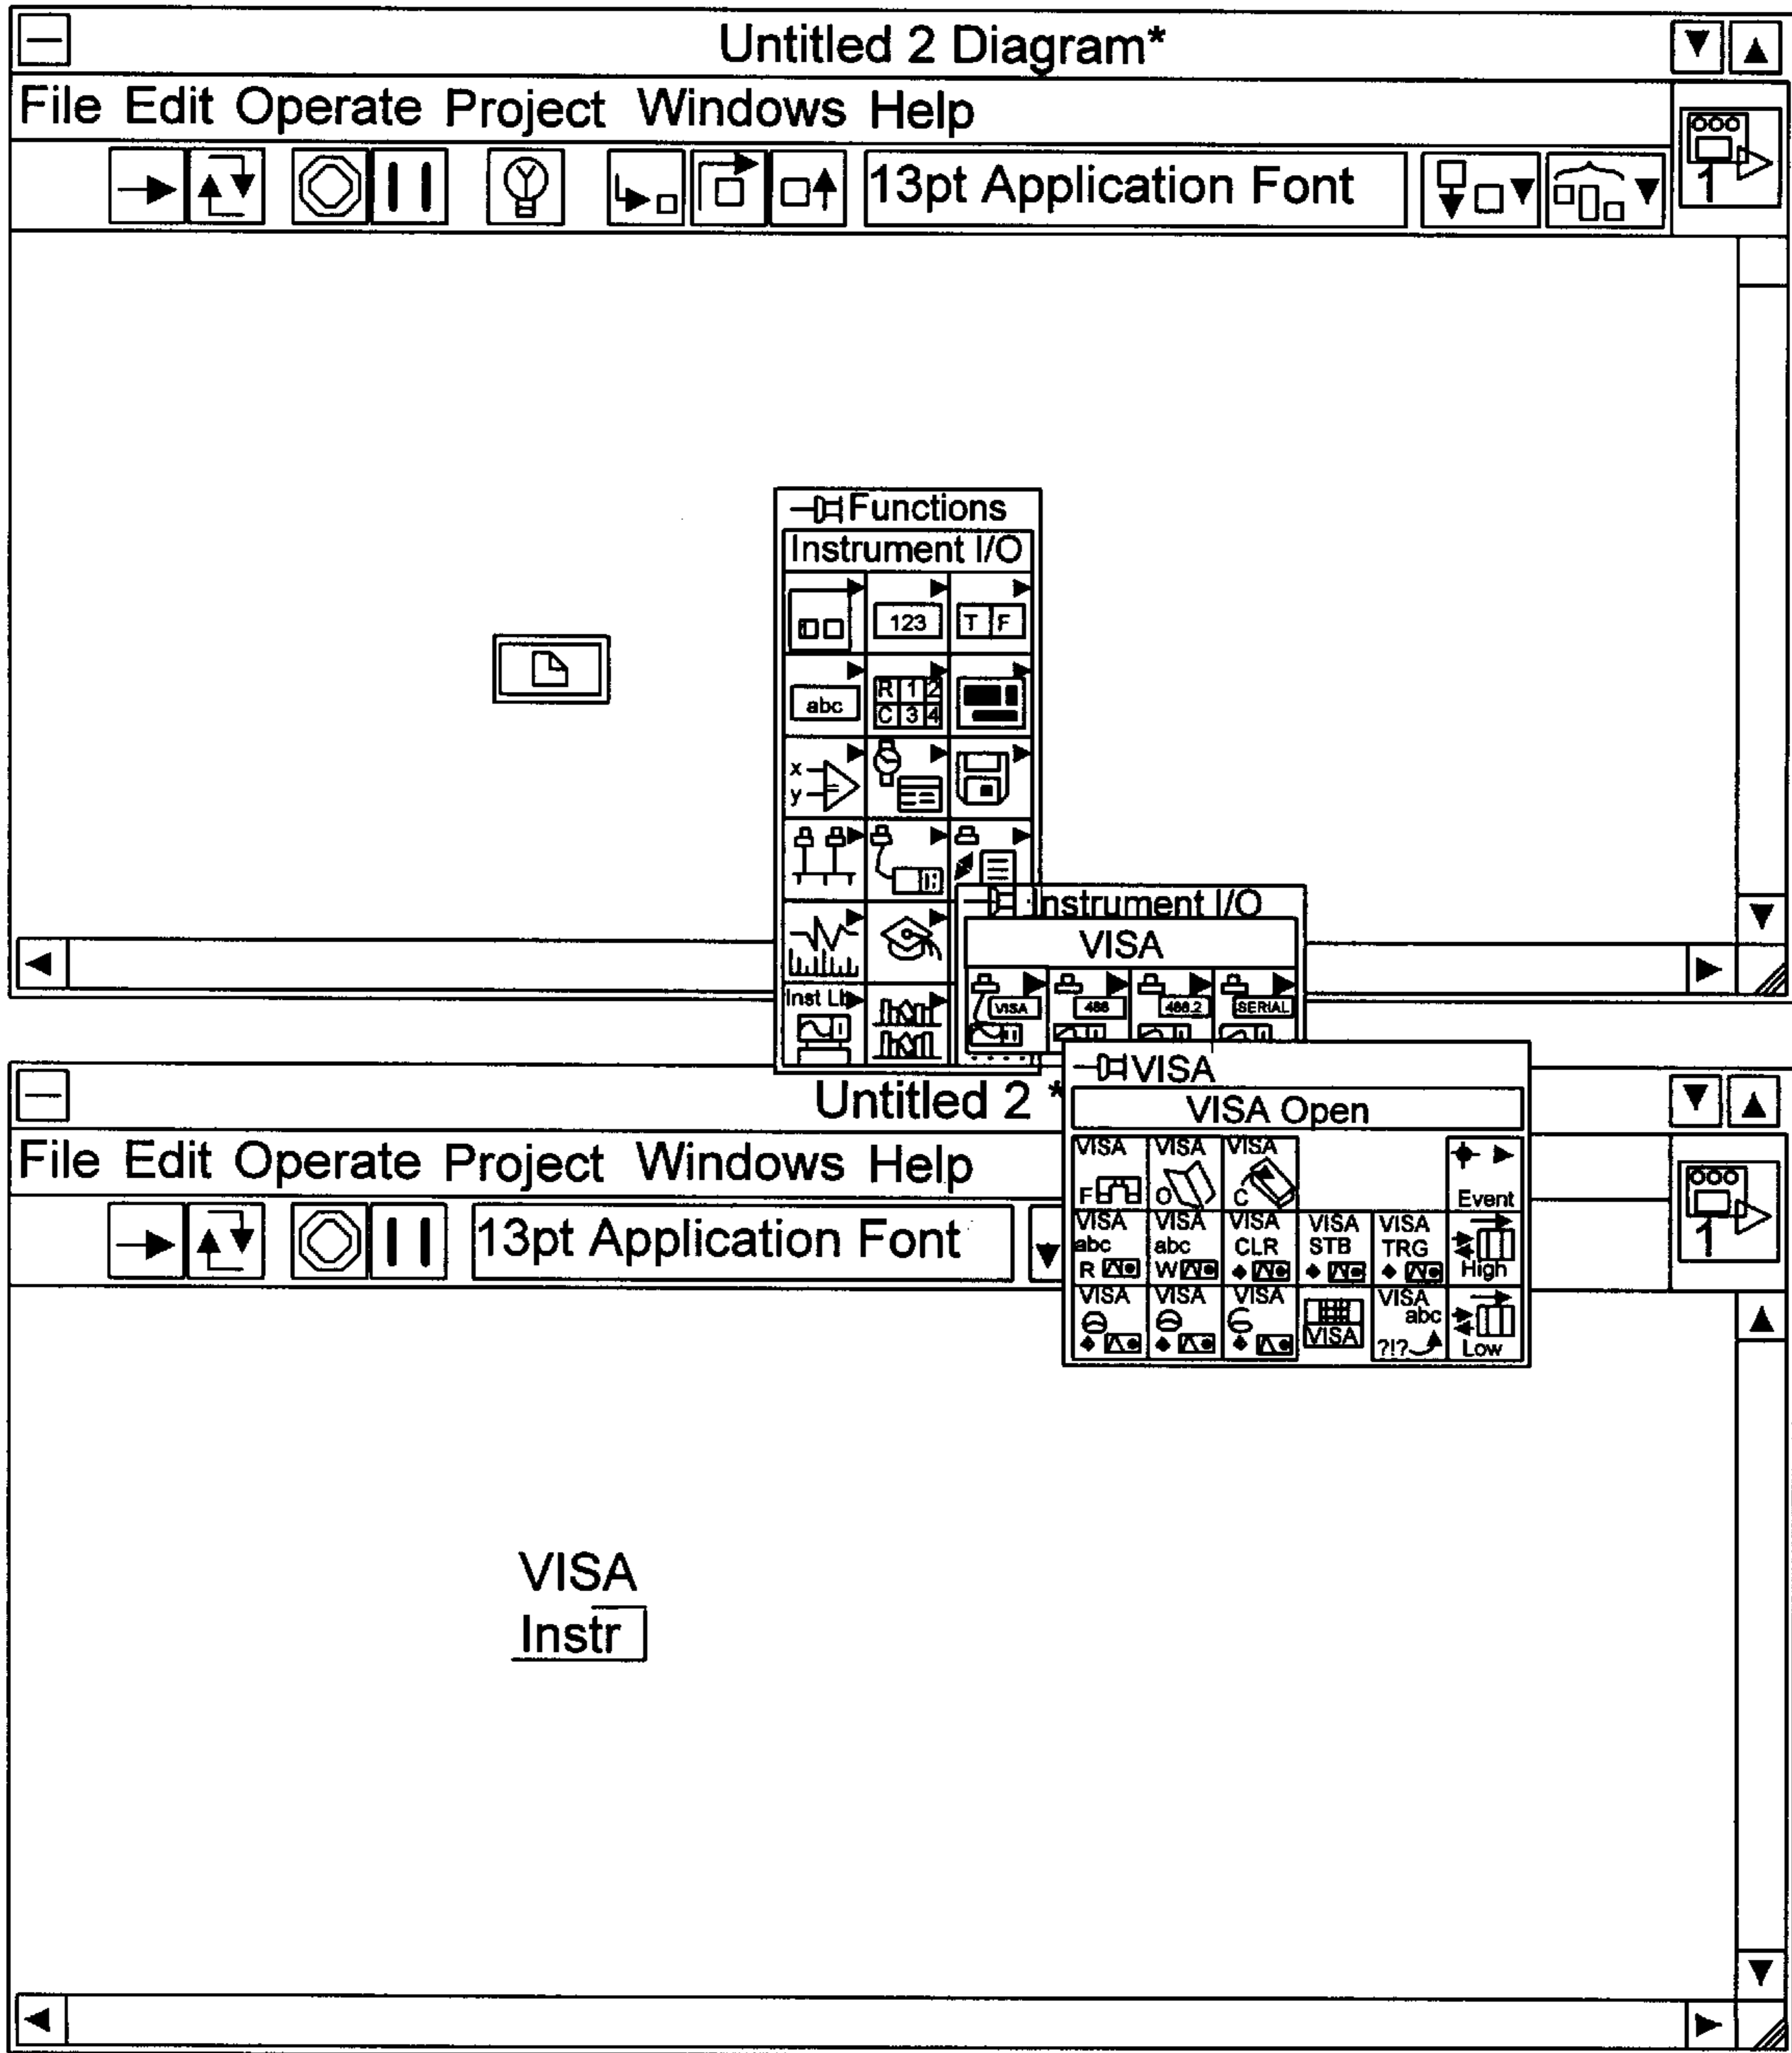 Untitled 2 Diagram*
File Edit Operate Project Windows Help
13pt Application Font
1
Functions
Instrument I/O
123
T F
abc
R 1 2
C 3 4
x
y
Instrument I/O
VISA
Inst Lib
VISA
488
488.2
SERIAL
VISA
Untitled 2 *
VISA Open
File Edit Operate Project Windows Help
VISA VISA VISA
F O C Event
1
13pt Application Font
VISA VISA VISA VISA VISA
abc abc CLR STB TRG
R W High
VISA VISA VISA VISA
abc
VISA
?!? Low
VISA
Instr